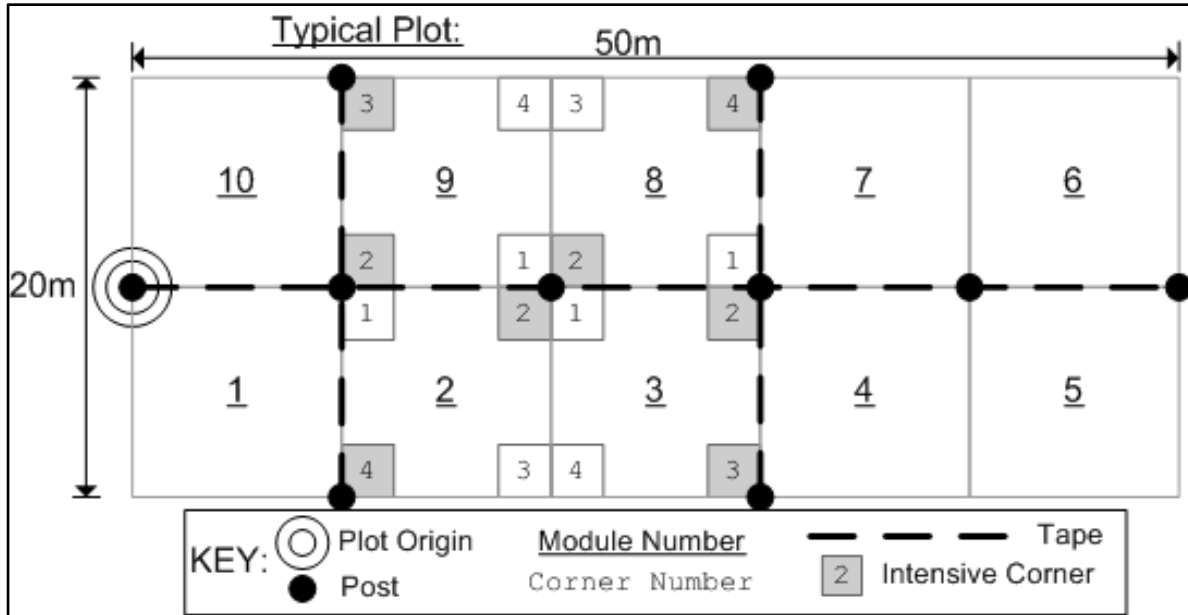 Typical Plot:
50m
3 4 3 4
10 9 8 7 6
2 1 2 1
20m
1 2 1 2
1 2 3 4 5
4 3 4 3
KEY: Plot Origin Module Number Tape
Post Corner Number 2 Intensive Corner